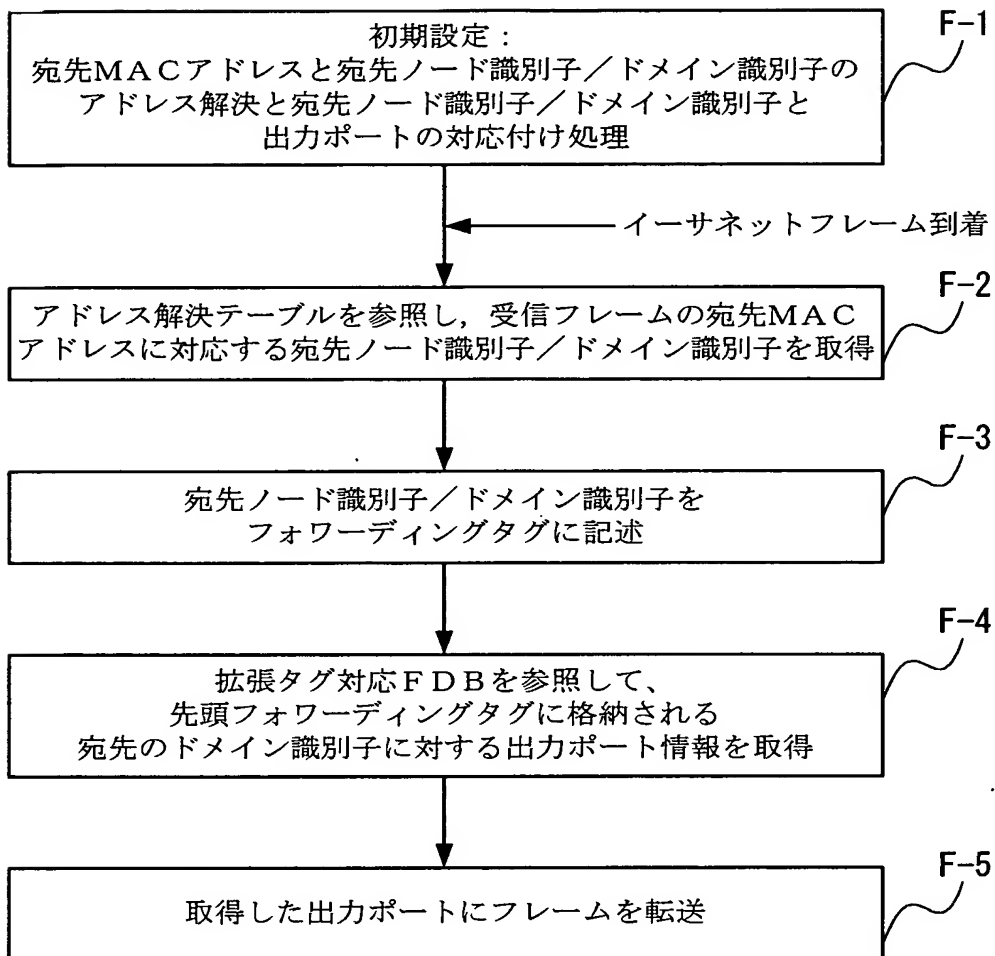 F-1
初期設定：
宛先ＭＡＣアドレスと宛先ノード識別子／ドメイン識別子の
アドレス解決と宛先ノード識別子／ドメイン識別子と
出力ポートの対応付け処理
イーサネットフレーム到着
F-2
アドレス解決テーブルを参照し，受信フレームの宛先ＭＡＣ
アドレスに対応する宛先ノード識別子／ドメイン識別子を取得
F-3
宛先ノード識別子／ドメイン識別子を
フォワーディングタグに記述
F-4
拡張タグ対応ＦＤＢを参照して、
先頭フォワーディングタグに格納される
宛先のドメイン識別子に対する出力ポート情報を取得
F-5
取得した出力ポートにフレームを転送